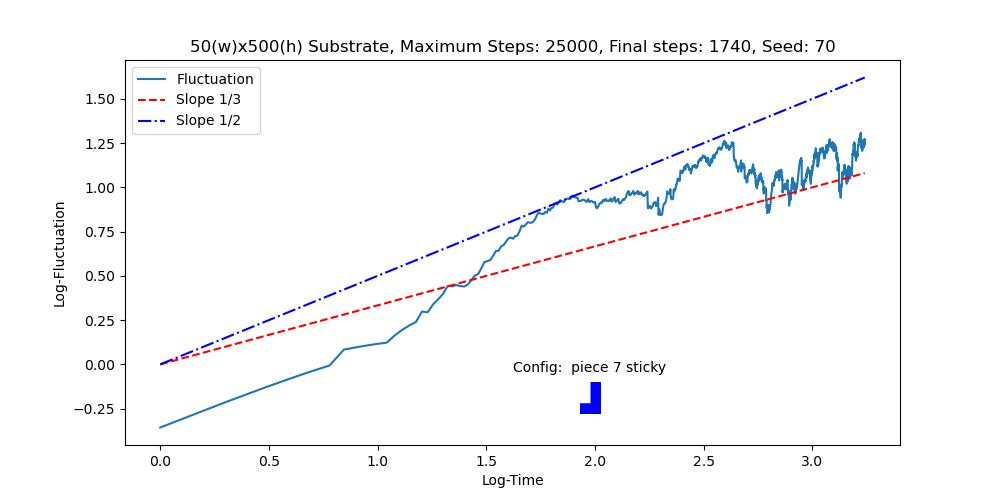 50(w)x500(h) Substrate, Maximum Steps: 25000, Final steps: 1740, Seed: 70
Fluctuation
Slope 1/3
Slope 1/2
1.50
1.25
1.00
0.75
0.50
0.25
0.00
−0.25
Log-Fluctuation
Config:  piece 7 sticky
0.0 0.5 1.0 1.5 2.0 2.5 3.0
Log-Time